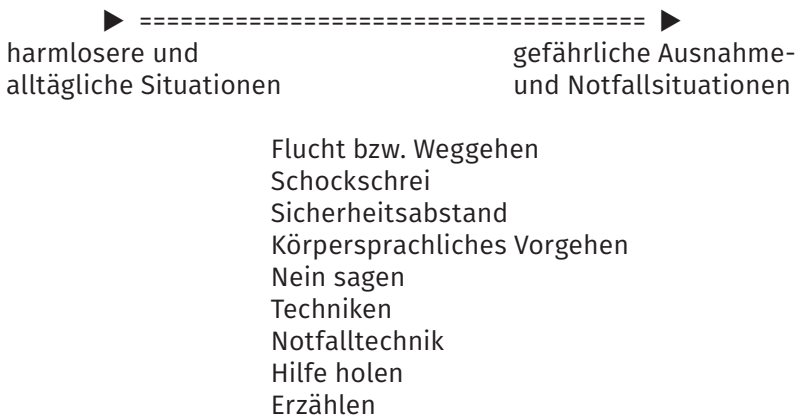 ▶ ===================================== ▶
harmlosere und
alltägliche Situationen
gefährliche Ausnahme-
und Notfallsituationen
Flucht bzw. Weggehen
Schockschrei
Sicherheitsabstand
Körpersprachliches Vorgehen
Nein sagen
Techniken
Notfalltechnik
Hilfe holen
Erzählen